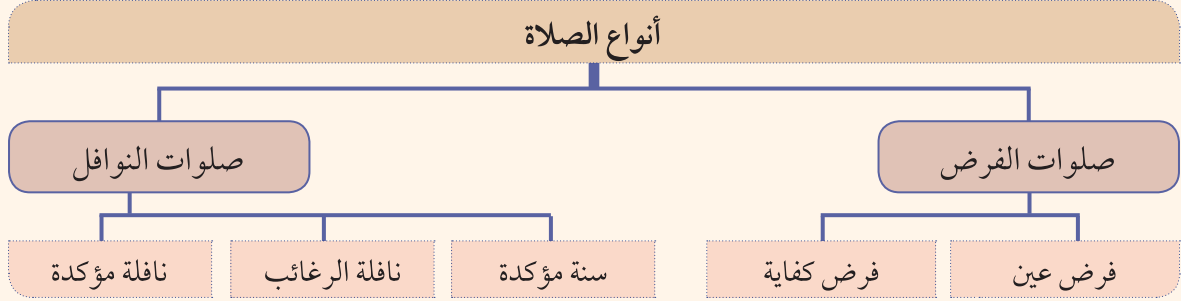 أنواع الصلاة
صلوات الفرض
صلوات النوافل
فرض عين
فرض كفاية
سنة مؤكدة
نافلة الرغائب
نافلة مؤكدة